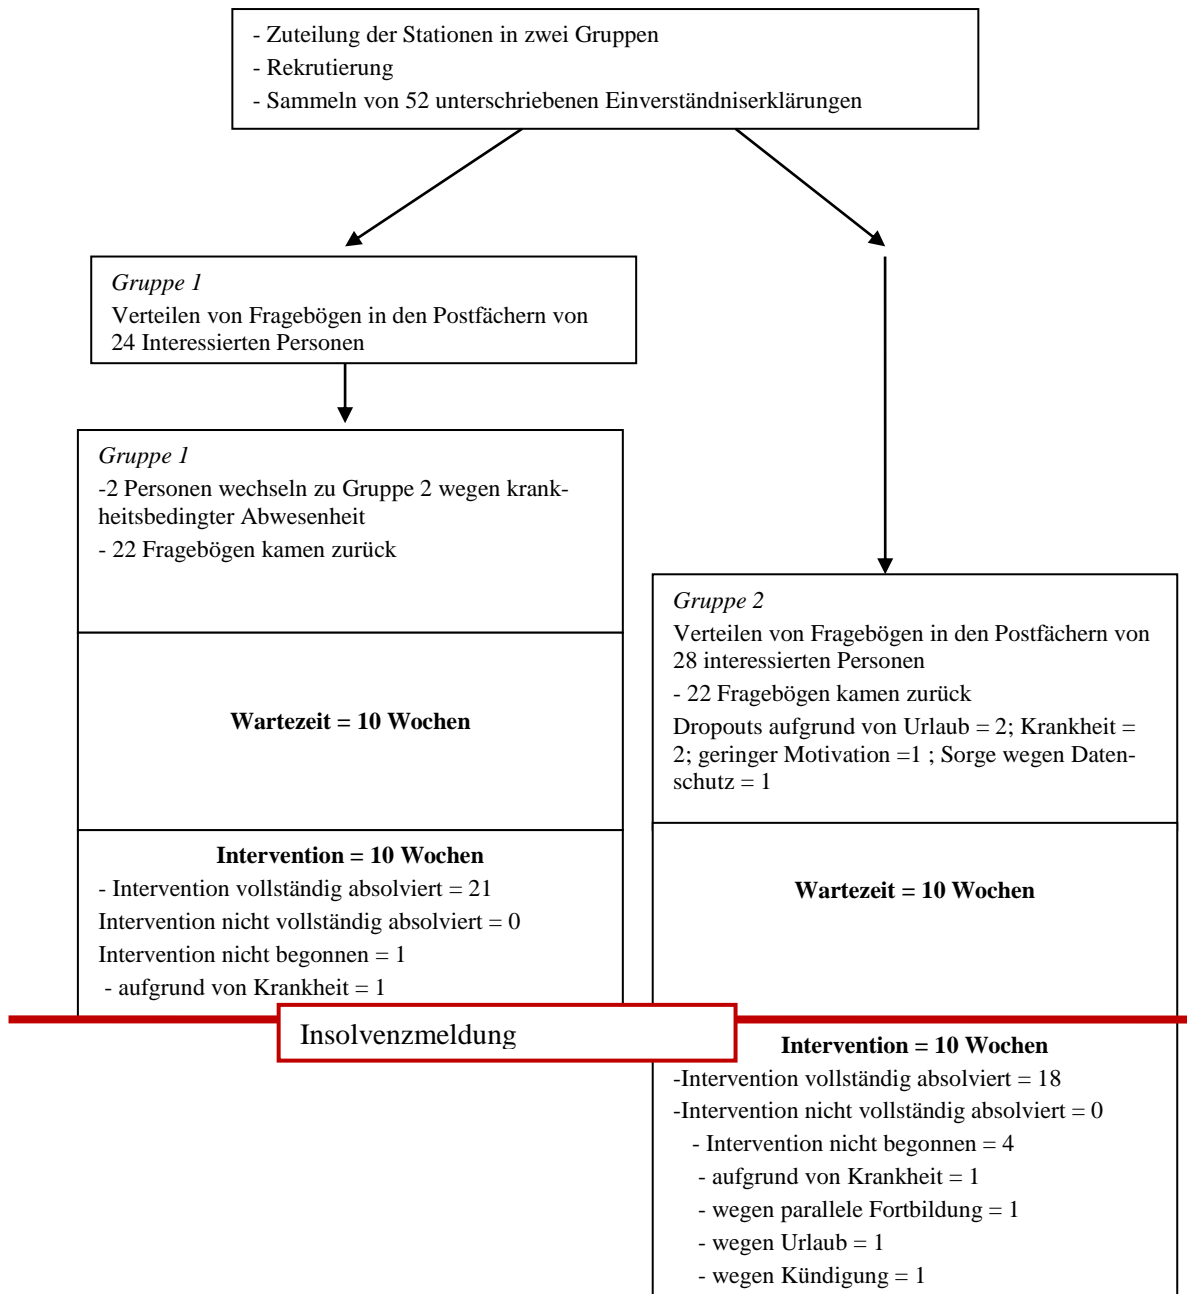 - Zuteilung der Stationen in zwei Gruppen
- Rekrutierung
- Sammeln von 52 unterschriebenen Einverständniserklärungen
Gruppe 1
Verteilen von Fragebögen in den Postfächern von
24 Interessierten Personen
Gruppe 1
-2 Personen wechseln zu Gruppe 2 wegen krank-
heitsbedingter Abwesenheit
- 22 Fragebögen kamen zurück
Wartezeit = 10 Wochen
Intervention = 10 Wochen
- Intervention vollständig absolviert = 21
Intervention nicht vollständig absolviert = 0
Intervention nicht begonnen = 1
- aufgrund von Krankheit = 1
Gruppe 2
Verteilen von Fragebögen in den Postfächern von
28 interessierten Personen
- 22 Fragebögen kamen zurück
Dropouts aufgrund von Urlaub = 2; Krankheit =
2; geringer Motivation =1 ; Sorge wegen Daten-
schutz = 1
Wartezeit = 10 Wochen
Insolvenzmeldung
Intervention = 10 Wochen
-Intervention vollständig absolviert = 18
-Intervention nicht vollständig absolviert = 0
- Intervention nicht begonnen = 4
- aufgrund von Krankheit = 1
- wegen parallele Fortbildung = 1
- wegen Urlaub = 1
- wegen Kündigung = 1